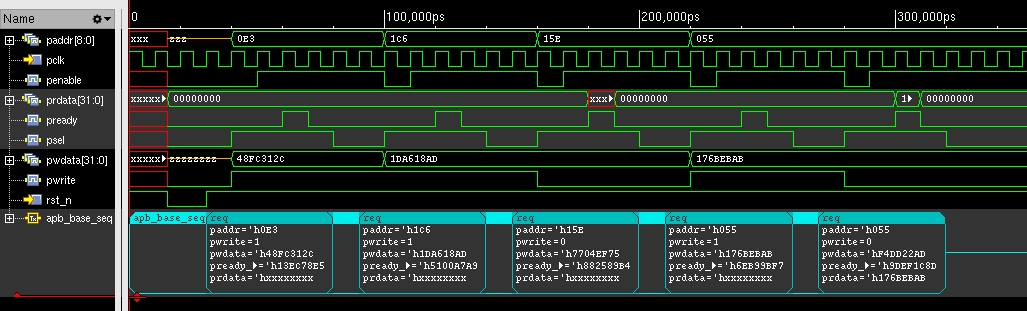 Name 0 100,000ps 200,000ps 300,000ps
paddr[8:0] xxx zzz 0E3 1C6 15E 055
pclk
penable
prdata[31:0] xxxxx 00000000 xxx 00000000 1 00000000
pready
psel
pwdata[31:0] xxxxx zzzzzzzz 48FC312C 1DA618AD 176BEBAB
pwrite
rst_n
apb_base_seq apb_base_seq req req req req req
paddr='h0E3 paddr='h1C6 paddr='h15E paddr='h055 paddr='h055
pwrite=1 pwrite=1 pwrite=0 pwrite=1 pwrite=0
pwdata='h48FC312C pwdata='h1DA618AD pwdata='h7704EF75 pwdata='h176BEBAB pwdata='hF4DD22AD
pready_='h13EC78E5 pready_='h5100A7A9 pready_='h882589B4 pready_='h6EB99BF7 pready_='h9DEF1C8D
prdata='hxxxxxxxx prdata='hxxxxxxxx prdata='hxxxxxxxx prdata='hxxxxxxxx prdata='h176BEBAB